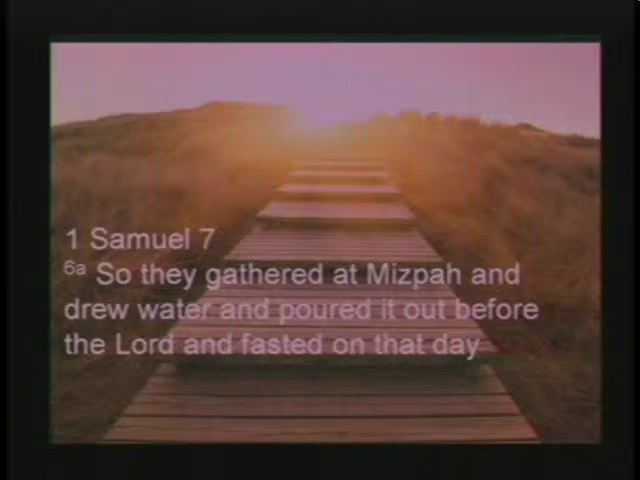 1 Samuel 7
6a So they gathered at Mizpah and
drew water and poured it out before
the Lord and fasted on that day